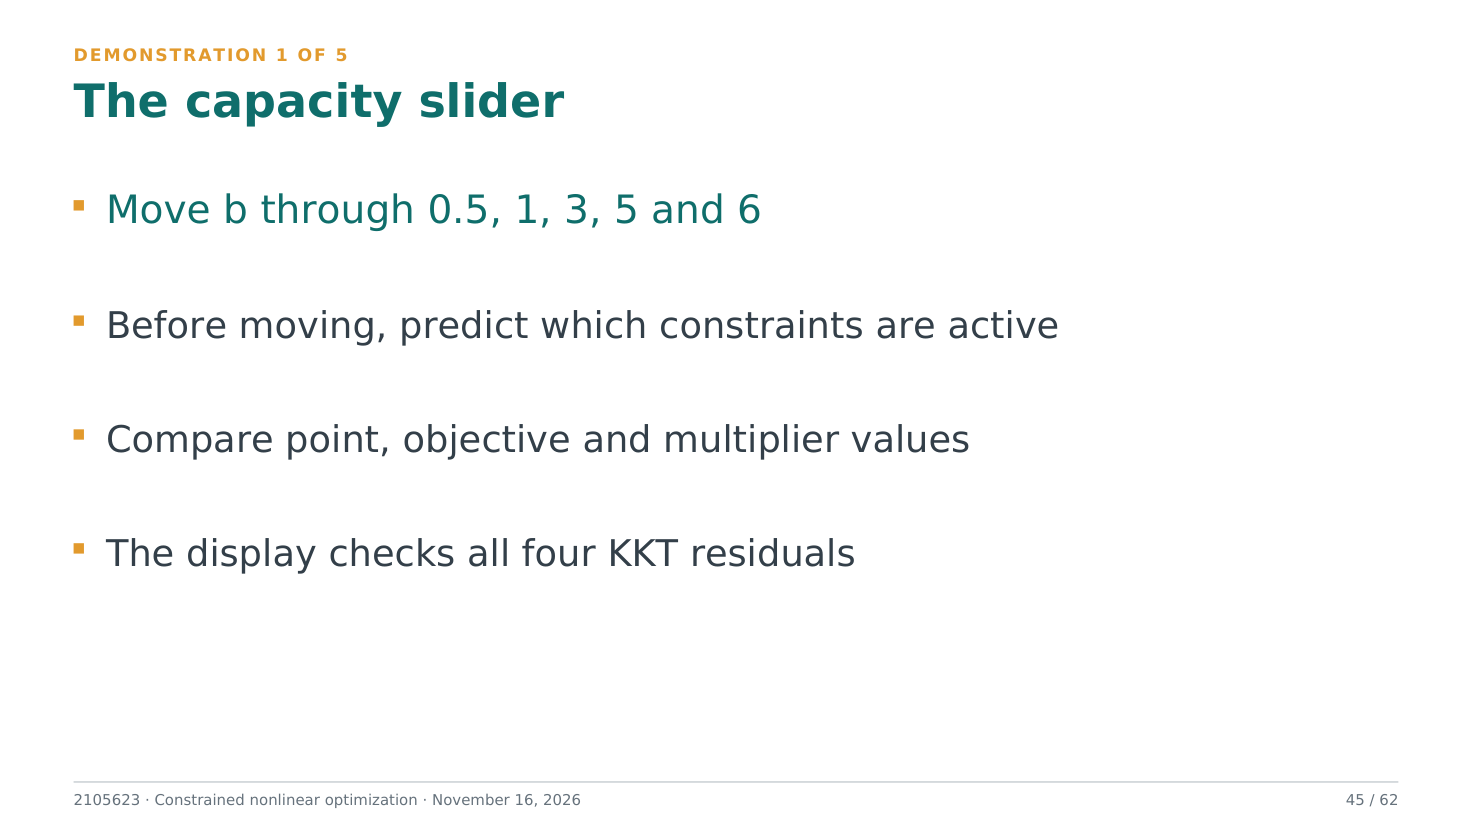 DEMONSTRATION 1 OF 5
The capacity slider
▪ Move b through 0.5, 1, 3, 5 and 6
▪ Before moving, predict which constraints are active
▪ Compare point, objective and multiplier values
▪ The display checks all four KKT residuals
2105623 · Constrained nonlinear optimization · November 16, 2026
45 / 62